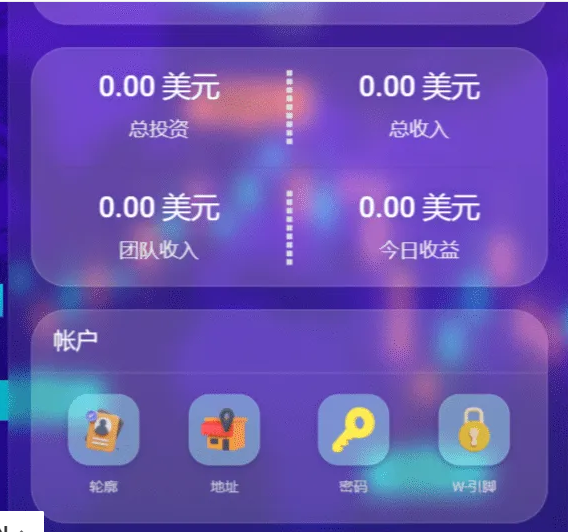 0.00 美元
0.00 美元
总投资
总收入
0.00 美元
0.00 美元
团队收入
今日收益
帐户
轮廓
地址
密码
W-引脚